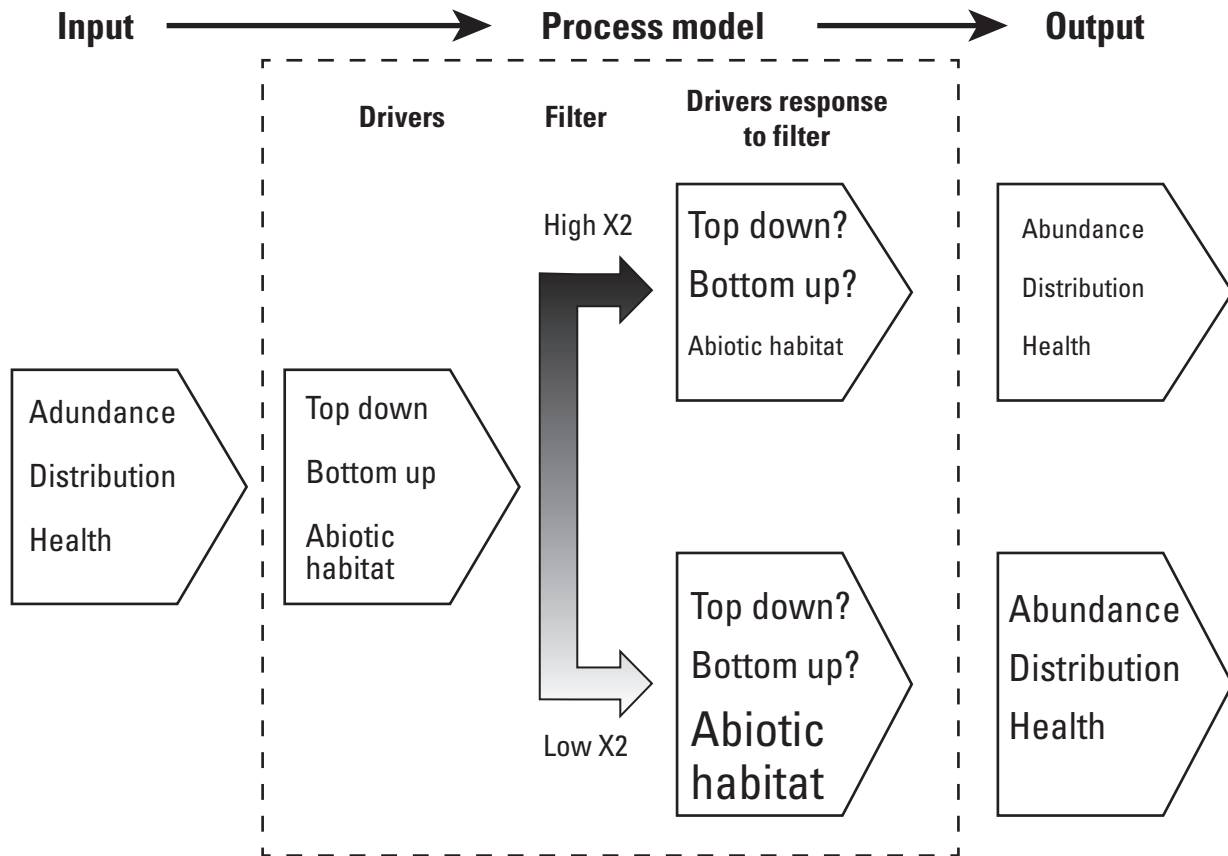 Input
Process model
Output
Drivers
Filter
Drivers response
to filter
Adundance
Distribution
Health
Top down
Bottom up
Abiotic
habitat
High X2
Low X2
Top down?
Bottom up?
Abiotic habitat
Abundance
Distribution
Health
Top down?
Bottom up?
Abiotic
habitat
Abundance
Distribution
Health